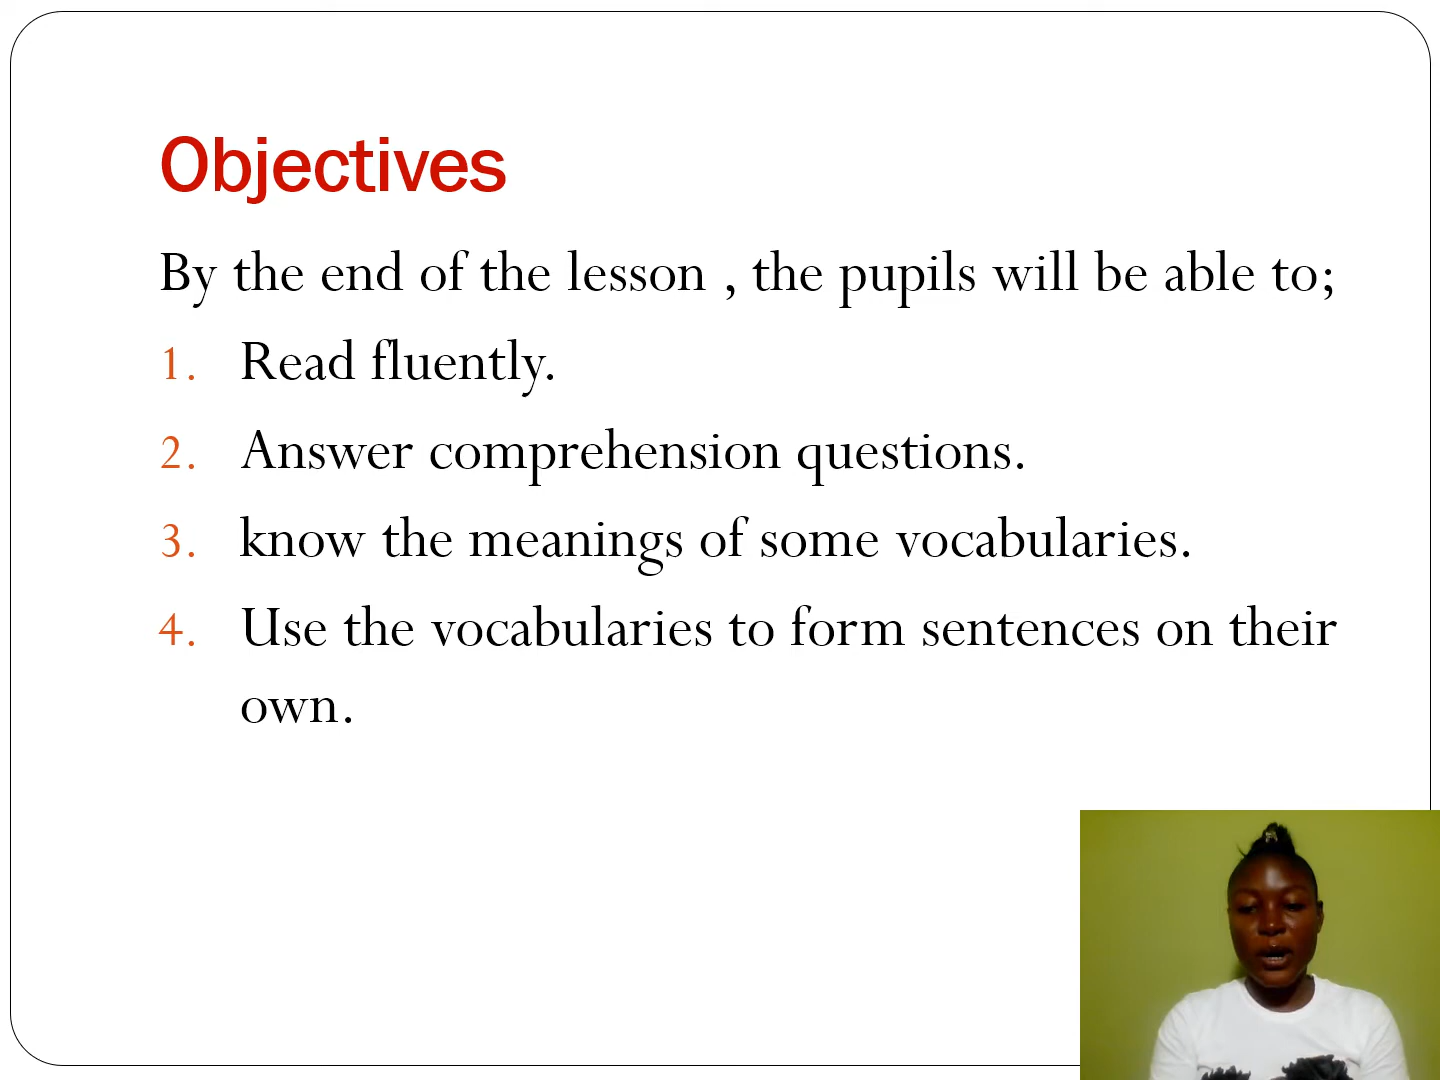 Objectives
By the end of the lesson , the pupils will be able to;
1. Read fluently.
2. Answer comprehension questions.
3. know the meanings of some vocabularies.
4. Use the vocabularies to form sentences on their
own.